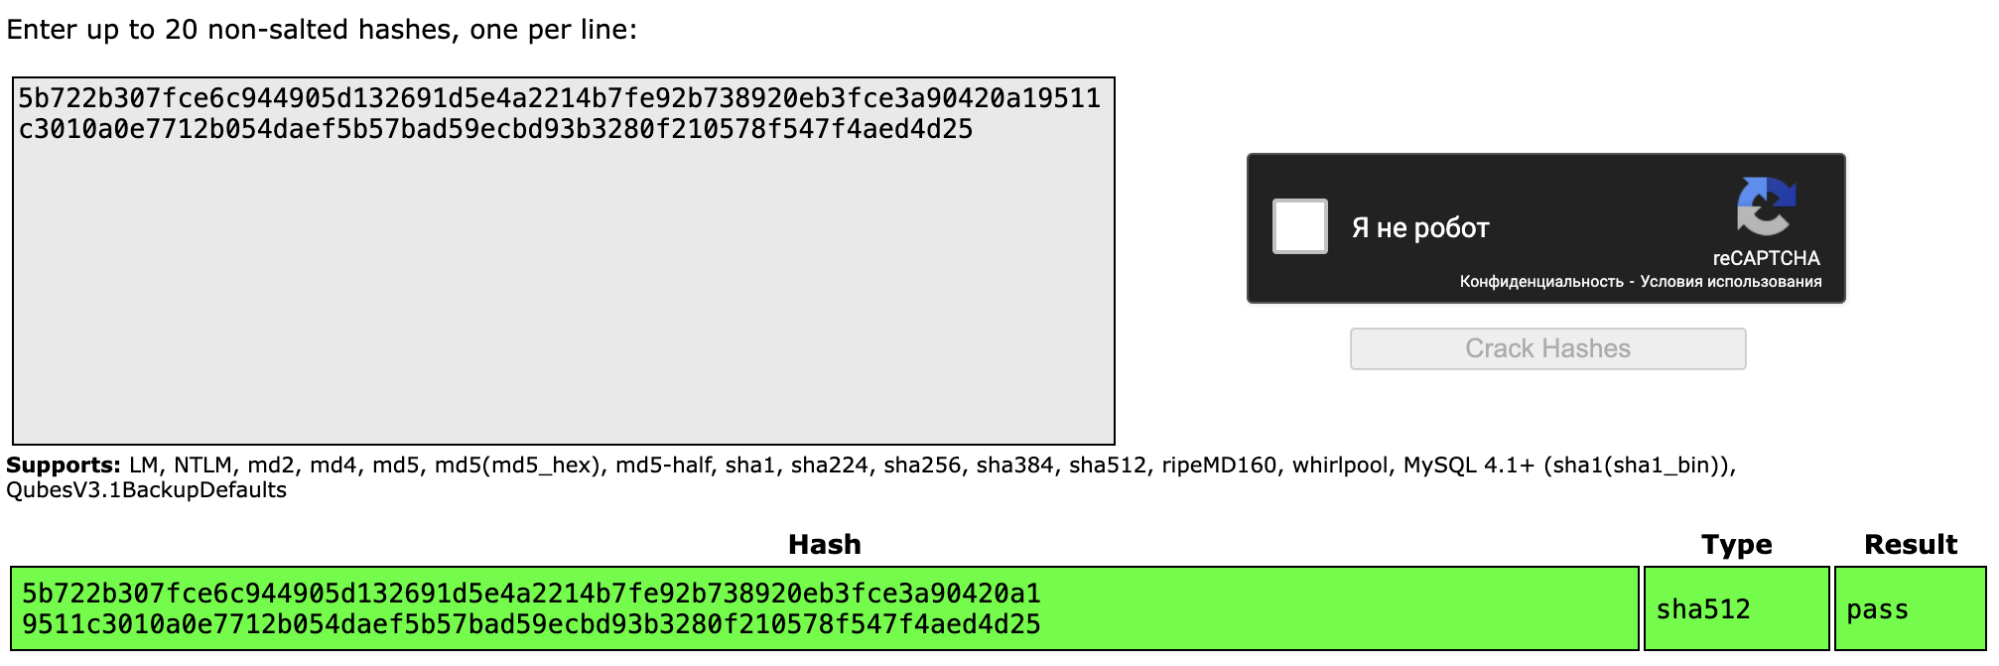 Enter up to 20 non-salted hashes, one per line:
5b722b307fce6c944905d132691d5e4a2214b7fe92b738920eb3fce3a90420a19511
c3010a0e7712b054daef5b57bad59ecbd93b3280f210578f547f4aed4d25
Я не робот
reCAPTCHA
Конфиденциальность - Условия использования
Crack Hashes
Supports: LM, NTLM, md2, md4, md5, md5(md5_hex), md5-half, sha1, sha224, sha256, sha384, sha512, ripeMD160, whirlpool, MySQL 4.1+ (sha1(sha1_bin)),
QubesV3.1BackupDefaults
Hash Type Result
5b722b307fce6c944905d132691d5e4a2214b7fe92b738920eb3fce3a90420a1
9511c3010a0e7712b054daef5b57bad59ecbd93b3280f210578f547f4aed4d25
sha512
pass